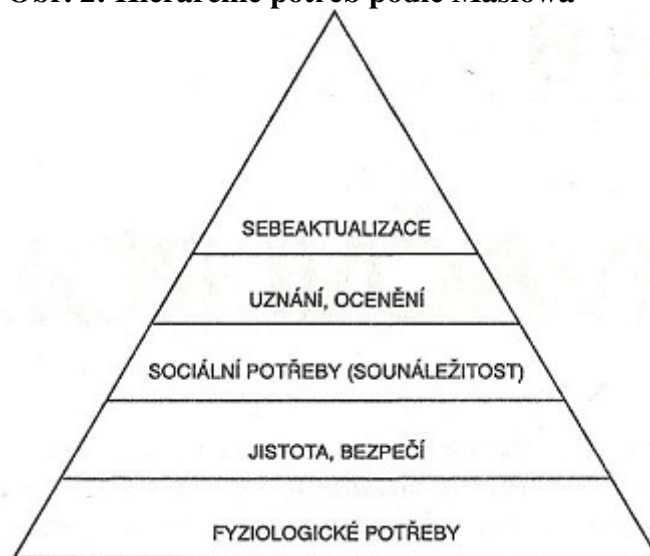 Obr. 2: Hierarchie potřeb podle Maslowa
SEBEAKTUALIZACE
UZNÁNÍ, OCENĚNÍ
SOCIÁLNÍ POTŘEBY (SOUNÁLEŽITOST)
JISTOTA, BEZPEČÍ
FYZIOLOGICKÉ POTŘEBY